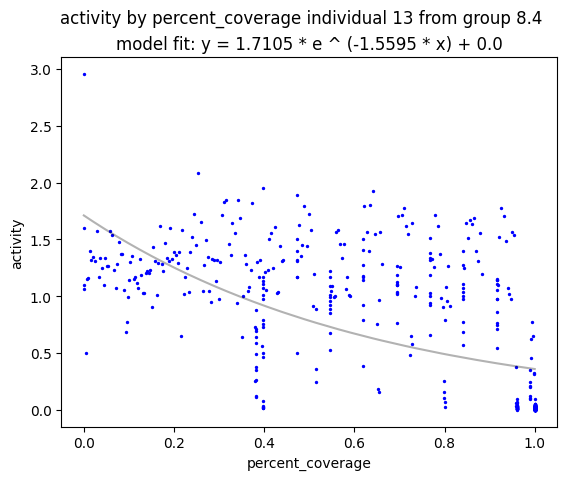 activity by percent_coverage individual 13 from group 8.4
model fit: y = 1.7105 * e ^ (-1.5595 * x) + 0.0
3.0
2.5
2.0
1.5
1.0
0.5
0.0
activity
0.0 0.2 0.4 0.6 0.8 1.0
percent_coverage